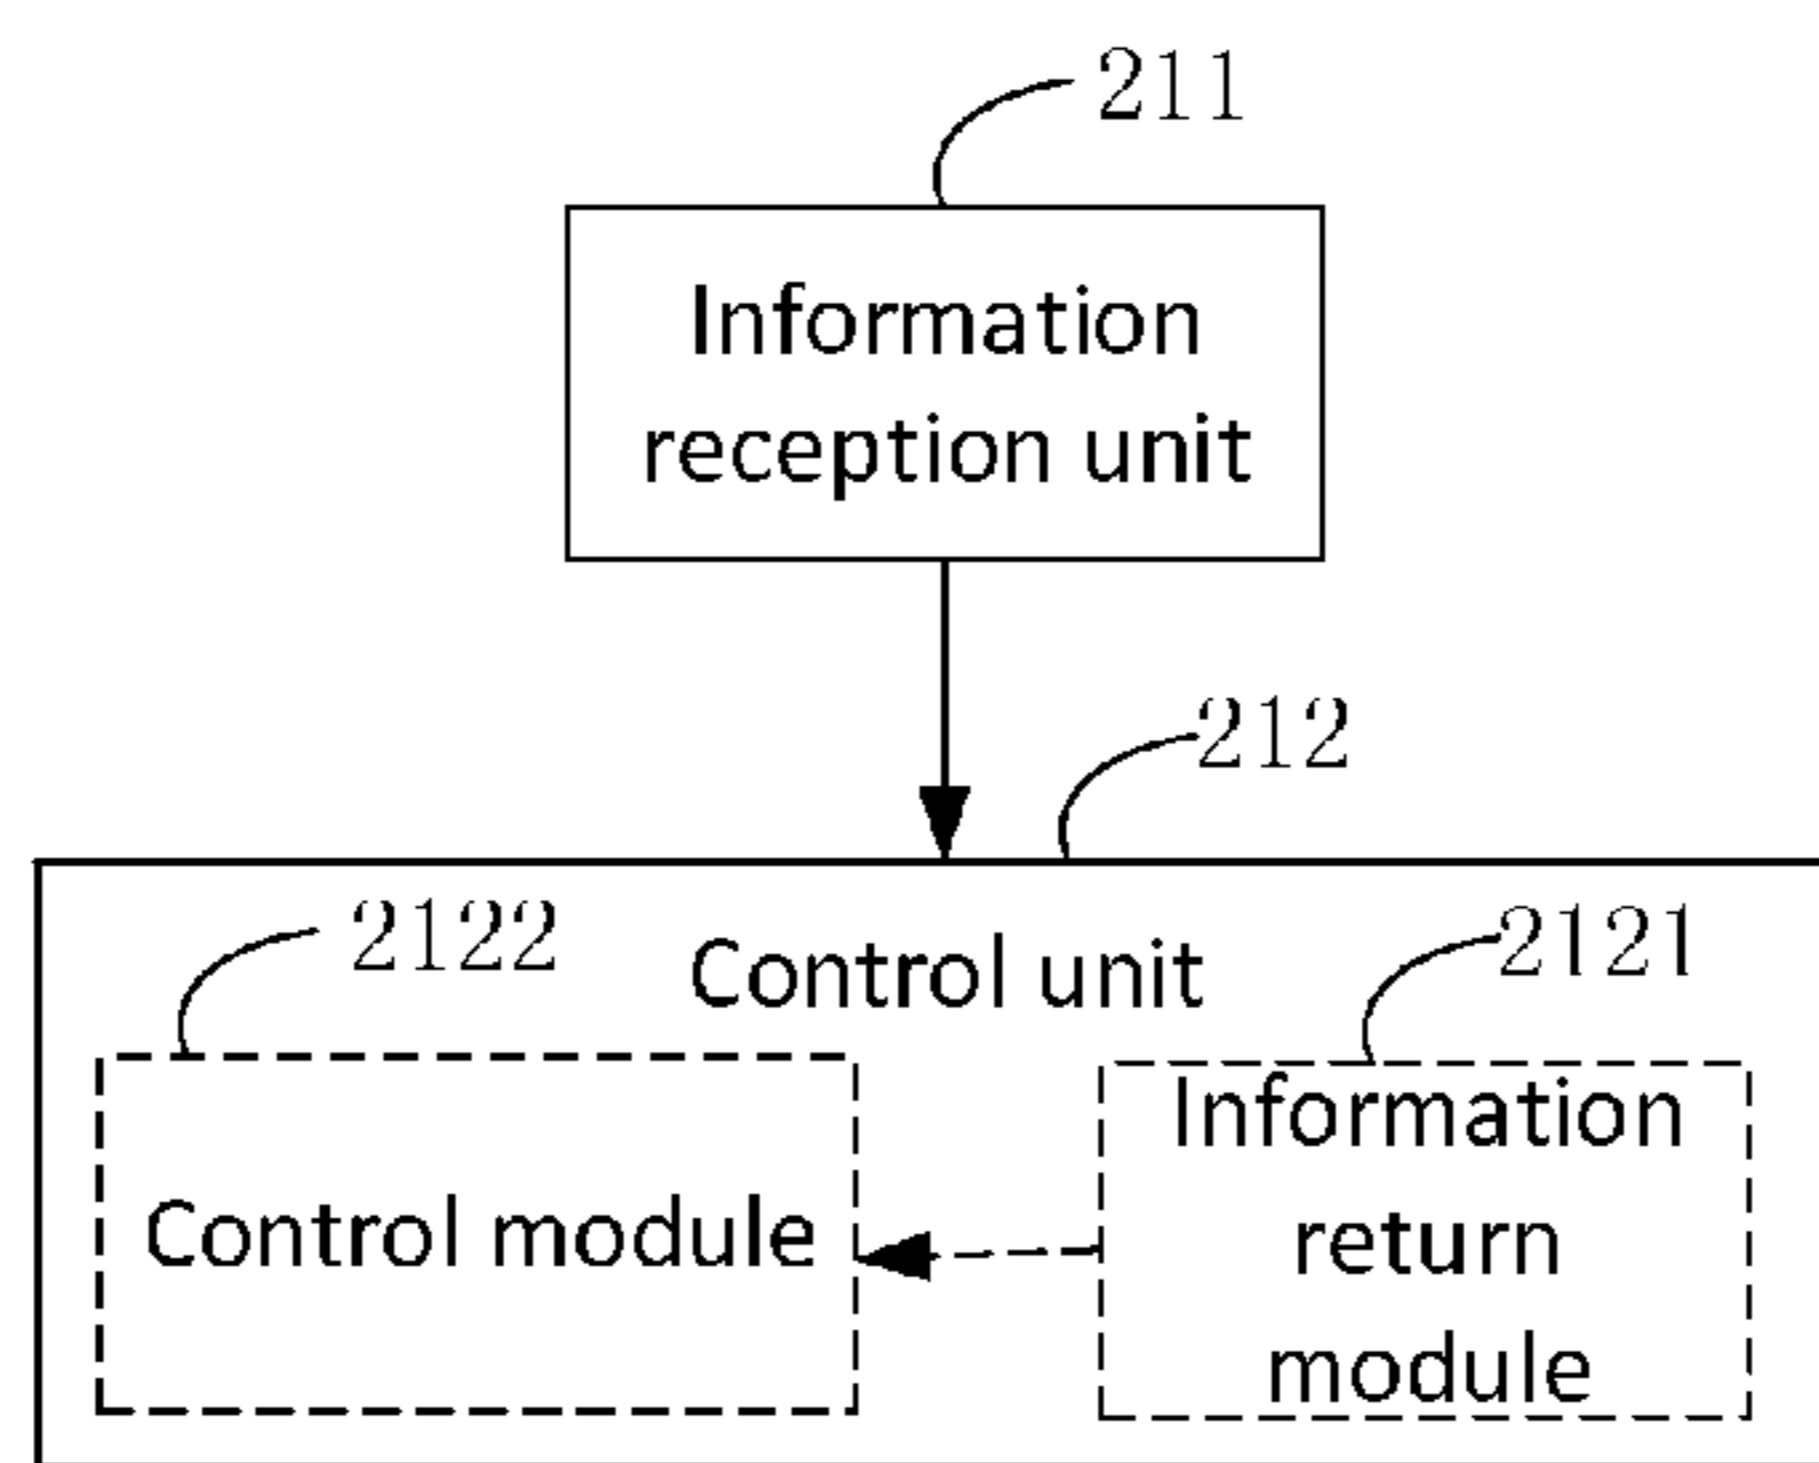 211
Information
reception unit
212
2122
Control unit
2121
Control module
Information
return
module